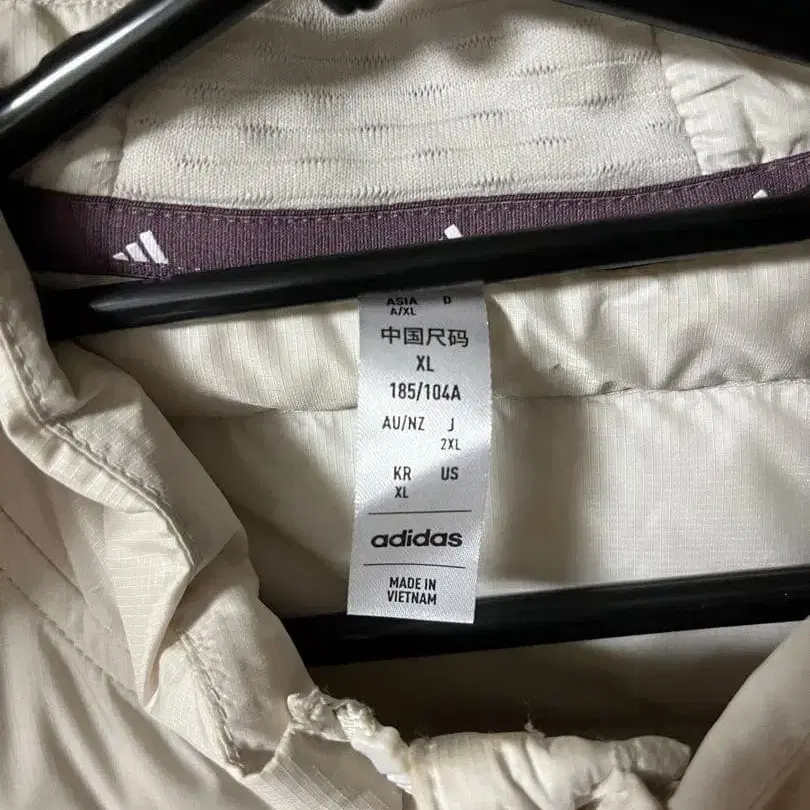 ASIA D
A/XL
中国尺码
XL
185/104A
AU/NZ J
2XL
KR US
XL
adidas
MADE IN
VIETNAM